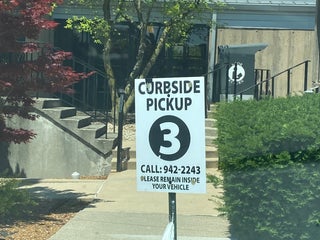 CURBSIDE
PICKUP
3
CALL: 942-2243
PLEASE REMAIN INSIDE
YOUR VEHICLE